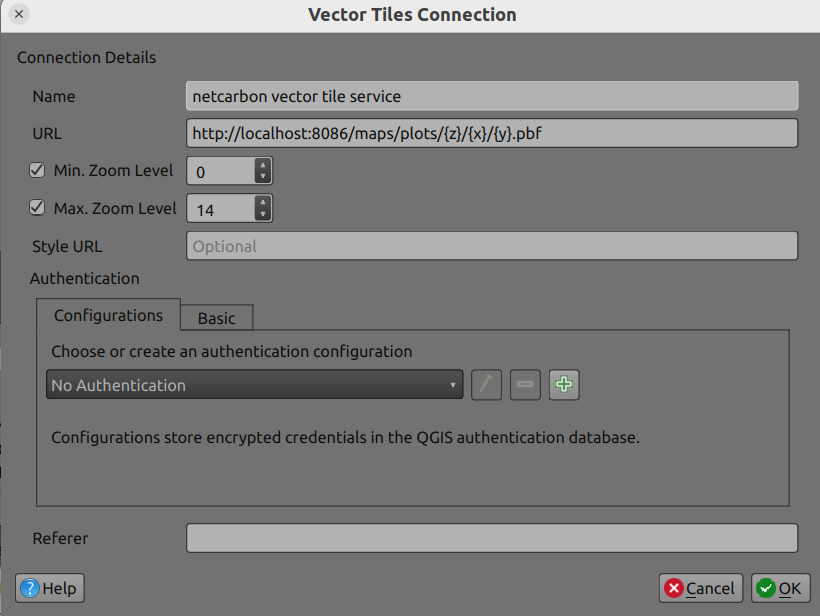 Vector Tiles Connection
Connection Details
Name netcarbon vector tile service
URL http://localhost:8086/maps/plots/{z}/{x}/{y}.pbf
Min. Zoom Level 0
Max. Zoom Level 14
Style URL Optional
Authentication
Configurations Basic
Choose or create an authentication configuration
No Authentication
Configurations store encrypted credentials in the QGIS authentication database.
Referer
Help Cancel OK